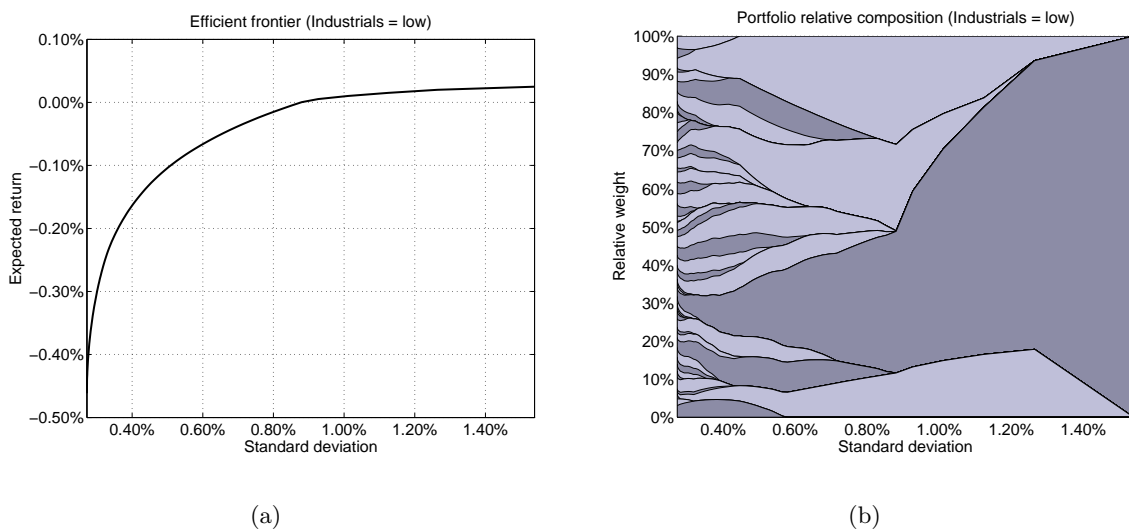 Efficient frontier (Industrials = low)
0.10%
0.00%
−0.10%
−0.20%
−0.30%
−0.40%
−0.50%
Expected return
0.40% 0.60% 0.80% 1.00% 1.20% 1.40%
Standard deviation
(a)
Portfolio relative composition (Industrials = low)
100%
90%
80%
70%
60%
50%
40%
30%
20%
10%
0%
Relative weight
0.40% 0.60% 0.80% 1.00% 1.20% 1.40%
Standard deviation
(b)